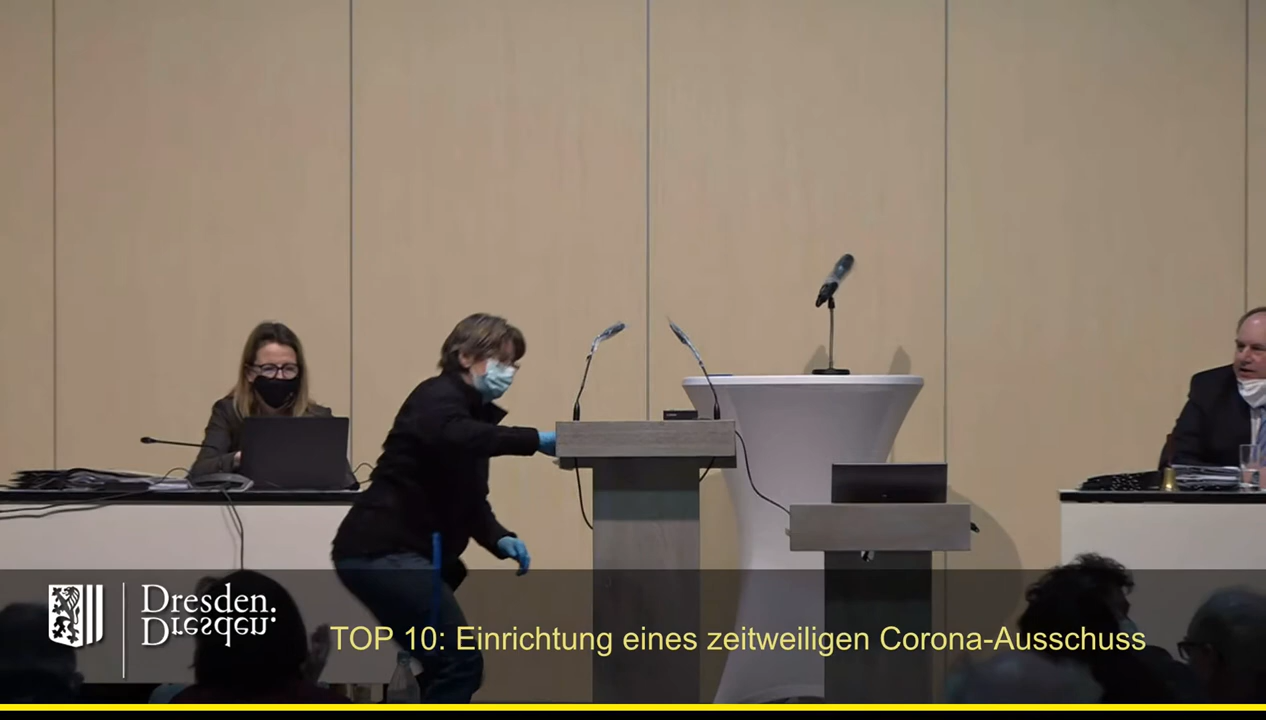 Dresden.
Dresden.
TOP 10: Einrichtung eines zeitweiligen Corona-Ausschuss